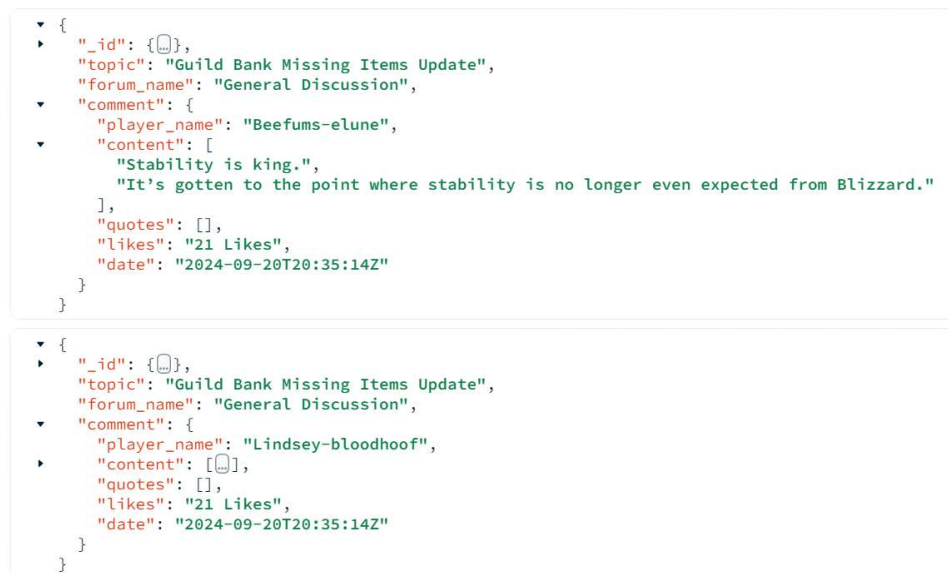 {
"_id": {…},
"topic": "Guild Bank Missing Items Update",
"forum_name": "General Discussion",
"comment": {
"player_name": "Beefums-elune",
"content": [
"Stability is king.",
"It’s gotten to the point where stability is no longer even expected from Blizzard."
],
"quotes": [],
"likes": "21 Likes",
"date": "2024-09-20T20:35:14Z"
}
}
{
"_id": {…},
"topic": "Guild Bank Missing Items Update",
"forum_name": "General Discussion",
"comment": {
"player_name": "Lindsey-bloodhoof",
"content": […],
"quotes": [],
"likes": "21 Likes",
"date": "2024-09-20T20:35:14Z"
}
}